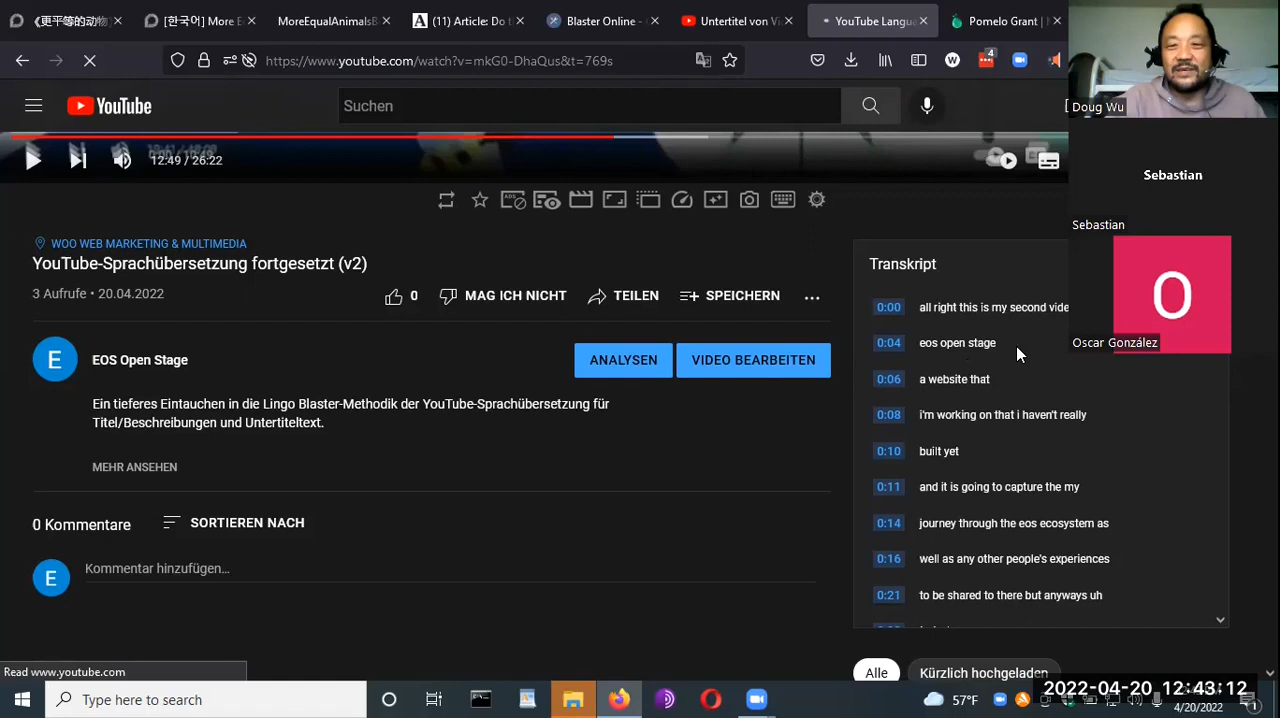 《更平等的动物
[한국어] More E
MoreEqualAnimalsB
(11) Article: Do t
Blaster Online -
Untertitel von Vi
YouTube Langu
Pomelo Grant | M
https://www.youtube.com/watch?v=mkG0-DhaQus&t=769s
4
Doug Wu
YouTube
Suchen
12:49 / 26:22
Sebastian
Sebastian
O
Oscar González
WOO WEB MARKETING & MULTIMEDIA
YouTube-Sprachübersetzung fortgesetzt (v2)
3 Aufrufe • 20.04.2022
0
MAG ICH NICHT
TEILEN
SPEICHERN
E
EOS Open Stage
ANALYSEN
VIDEO BEARBEITEN
Ein tieferes Eintauchen in die Lingo Blaster-Methodik der YouTube-Sprachübersetzung für
Titel/Beschreibungen und Untertiteltext.
MEHR ANSEHEN
0 Kommentare
SORTIEREN NACH
E
Kommentar hinzufügen...
Transkript
0:00 all right this is my second vide
0:04 eos open stage
0:06 a website that
0:08 i'm working on that i haven't really
0:10 built yet
0:11 and it is going to capture the my
0:14 journey through the eos ecosystem as
0:16 well as any other people's experiences
0:21 to be shared to there but anyways uh
Alle
Kürzlich hochgeladen
Read www.youtube.com
Type here to search
57°F
2022-04-20 12:43:12
4/20/2022
1